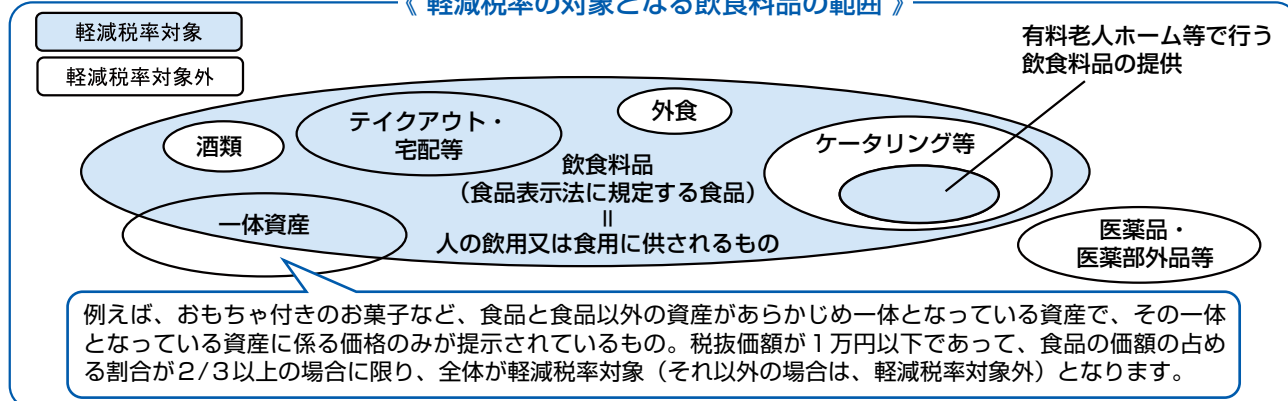 《 軽減税率の対象となる飲食料品の範囲 》
軽減税率対象
軽減税率対象外
有料老人ホーム等で行う
飲食料品の提供
酒類
テイクアウト・
宅配等
外食
ケータリング等
飲食料品
（食品表示法に規定する食品）
＝
人の飲用又は食用に供されるもの
一体資産
医薬品・
医薬部外品等
例えば、おもちゃ付きのお菓子など、食品と食品以外の資産があらかじめ一体となっている資産で、その一体
となっている資産に係る価格のみが提示されているもの。税抜価額が１万円以下であって、食品の価額の占め
る割合が２/３以上の場合に限り、全体が軽減税率対象（それ以外の場合は、軽減税率対象外）となります。